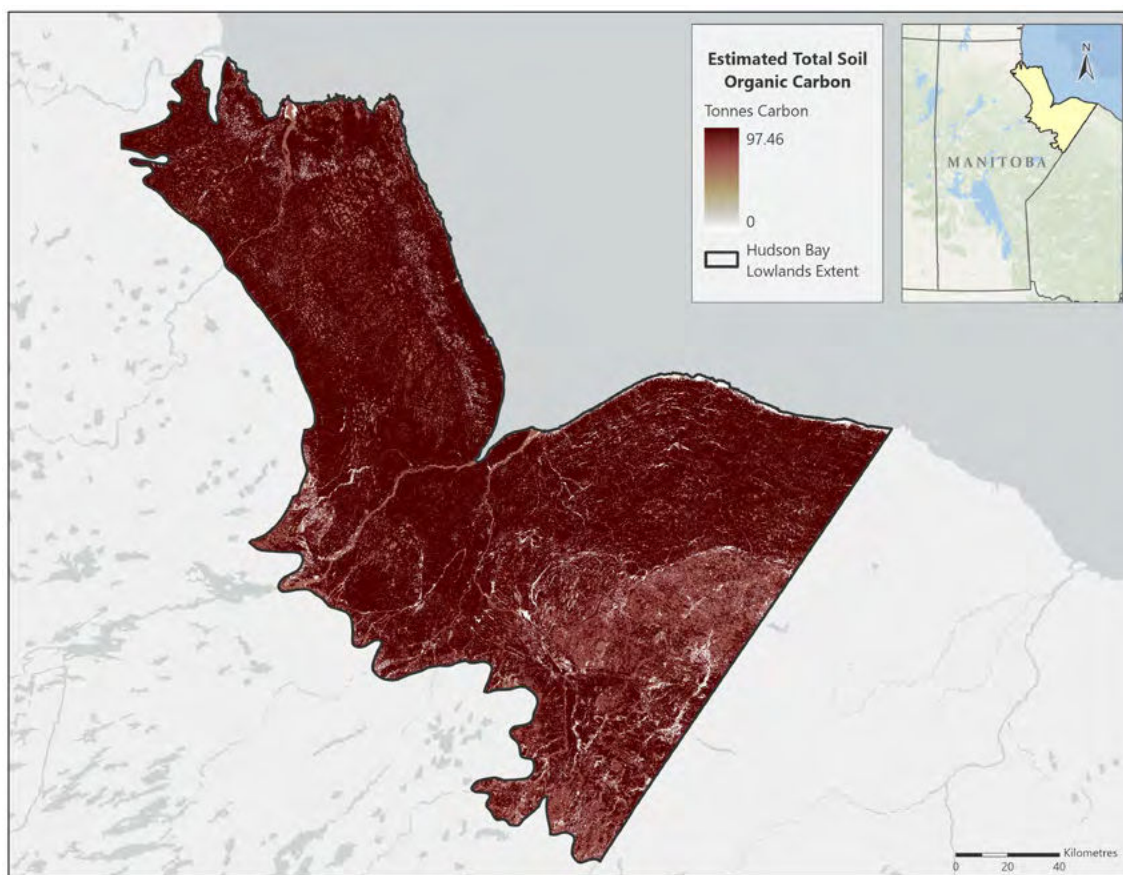 Estimated Total Soil
Organic Carbon
Tonnes Carbon
97.46
0
Hudson Bay
Lowlands Extent
N
MANITOBA
Kilometres
0 20 40